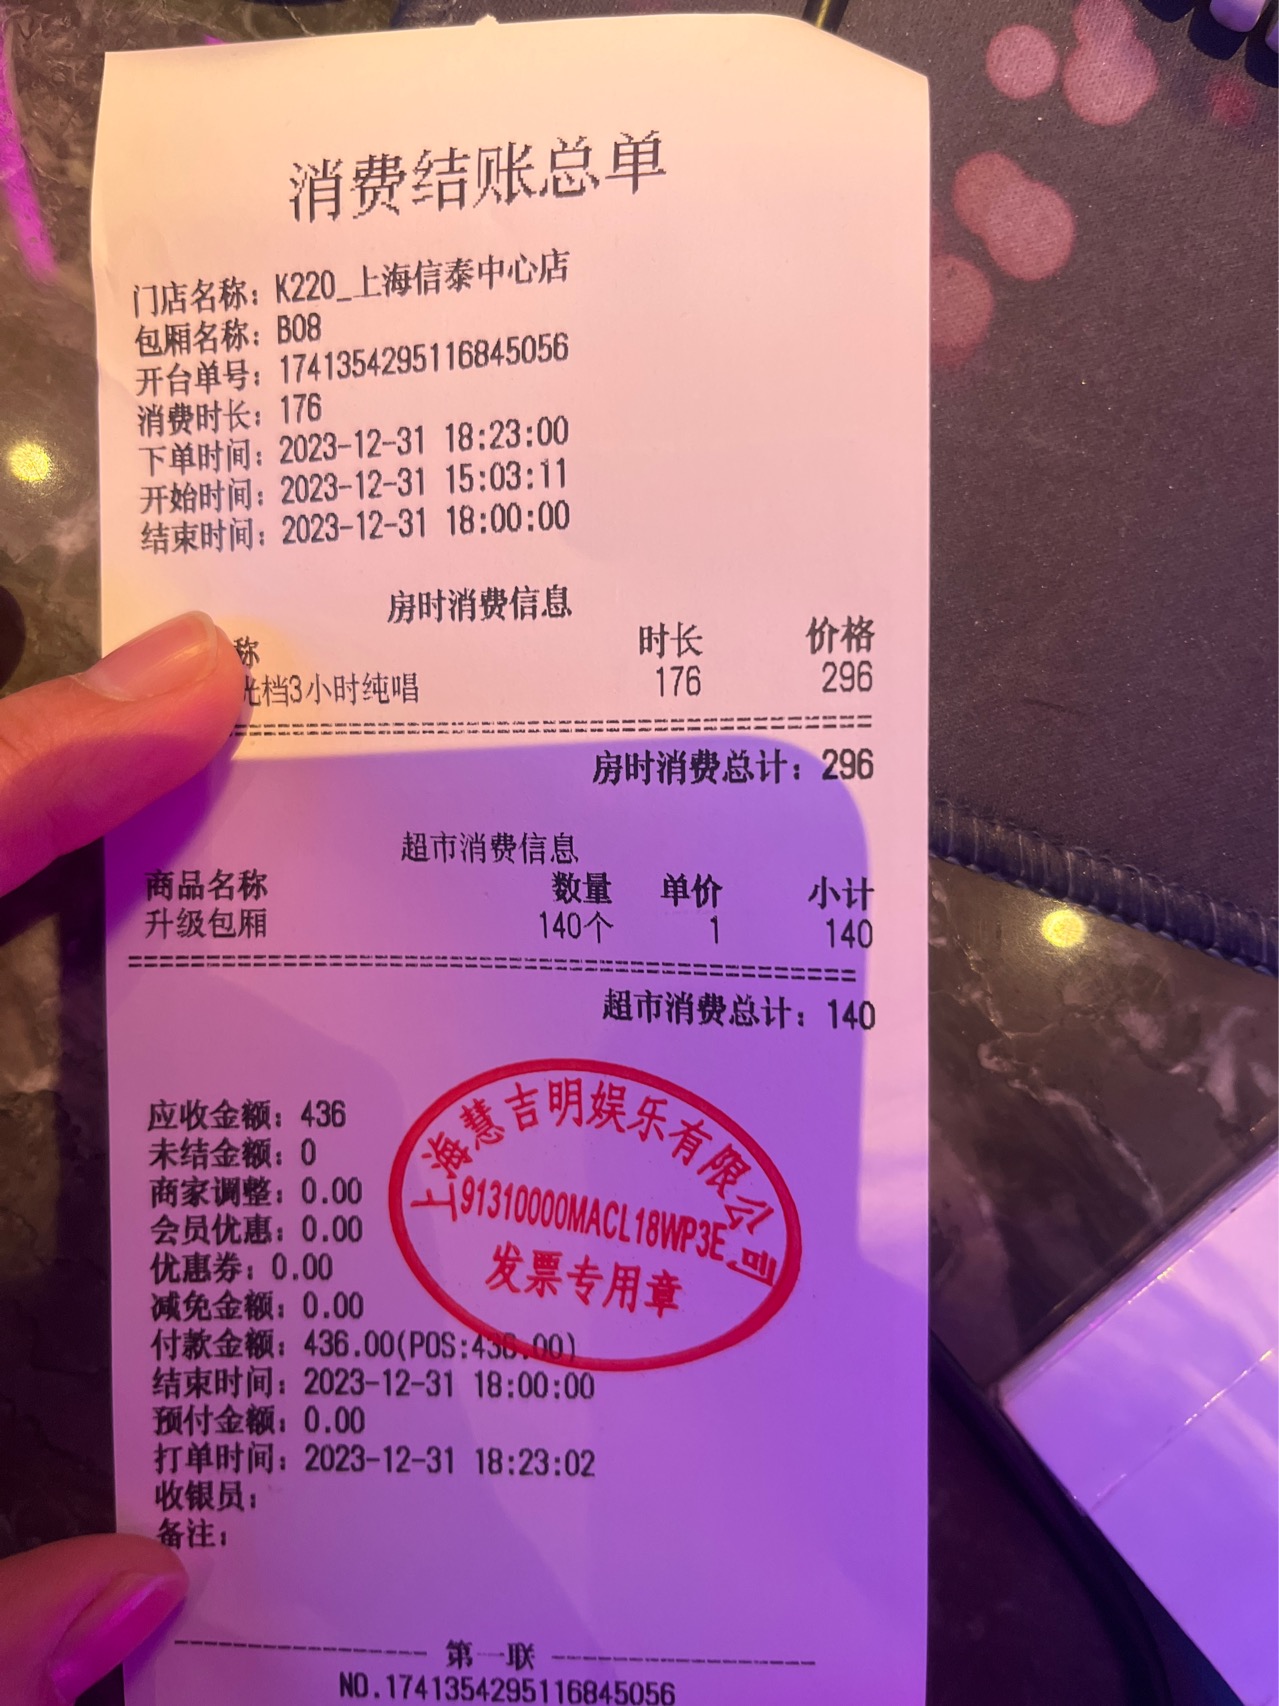 消费结账总单
门店名称：K220_上海信泰中心店
包厢名称：B08
开台单号：1741354295116845056
消费时长：176
下单时间：2023-12-31 18:23:00
开始时间：2023-12-31 15:03:11
结束时间：2023-12-31 18:00:00
房时消费信息
称 时长 价格
光档3小时纯唱 176 296
房时消费总计：296
超市消费信息
商品名称 数量 单价 小计
升级包厢 140个 1 140
超市消费总计：140
应收金额：436
未结金额：0
商家调整：0.00
会员优惠：0.00
优惠券：0.00
减免金额：0.00
付款金额：436.00(POS:436.00)
结束时间：2023-12-31 18:00:00
预付金额：0.00
打单时间：2023-12-31 18:23:02
收银员：
备注：
上海慧吉明娱乐有限公司
91310000MACL18WP3E
发票专用章
第一联
NO.1741354295116845056